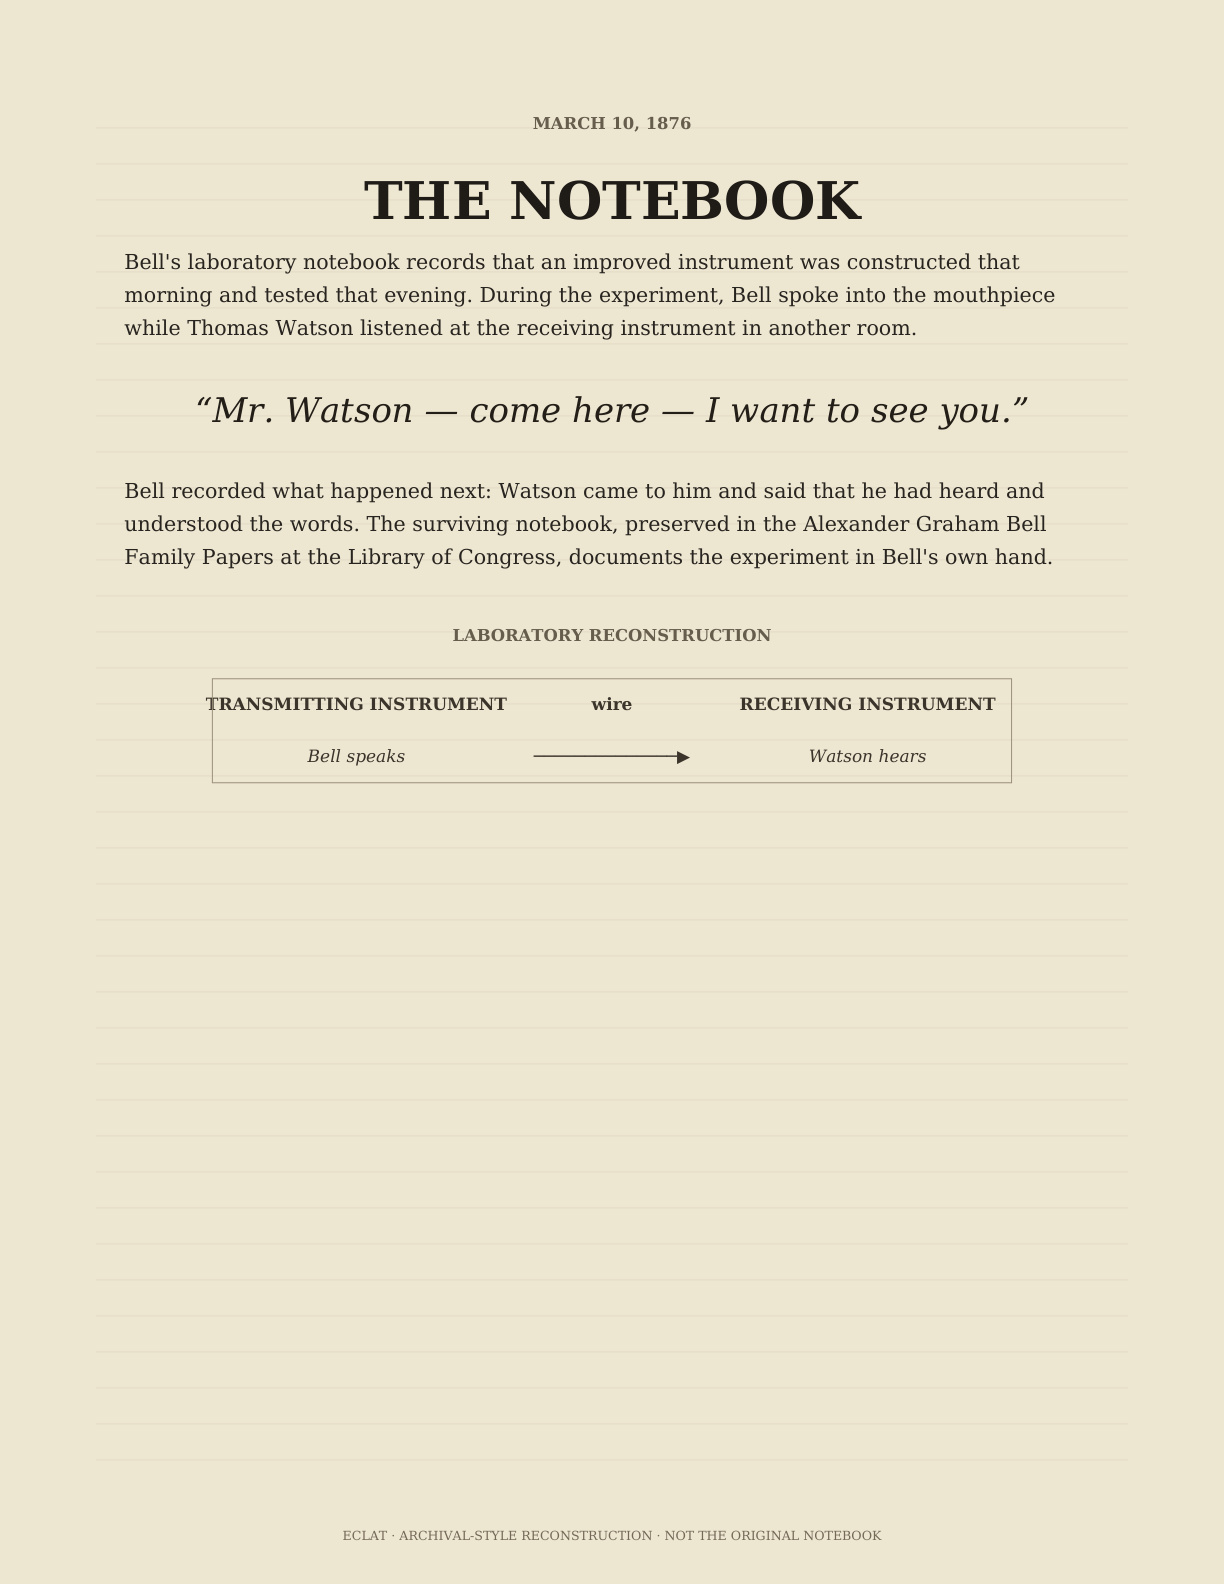 MARCH 10, 1876
THE NOTEBOOK
Bell's laboratory notebook records that an improved instrument was constructed that
morning and tested that evening. During the experiment, Bell spoke into the mouthpiece
while Thomas Watson listened at the receiving instrument in another room.
“Mr. Watson — come here — I want to see you.”
Bell recorded what happened next: Watson came to him and said that he had heard and
understood the words. The surviving notebook, preserved in the Alexander Graham Bell
Family Papers at the Library of Congress, documents the experiment in Bell's own hand.
LABORATORY RECONSTRUCTION
TRANSMITTING INSTRUMENT wire RECEIVING INSTRUMENT
Bell speaks Watson hears
ECLAT · ARCHIVAL-STYLE RECONSTRUCTION · NOT THE ORIGINAL NOTEBOOK